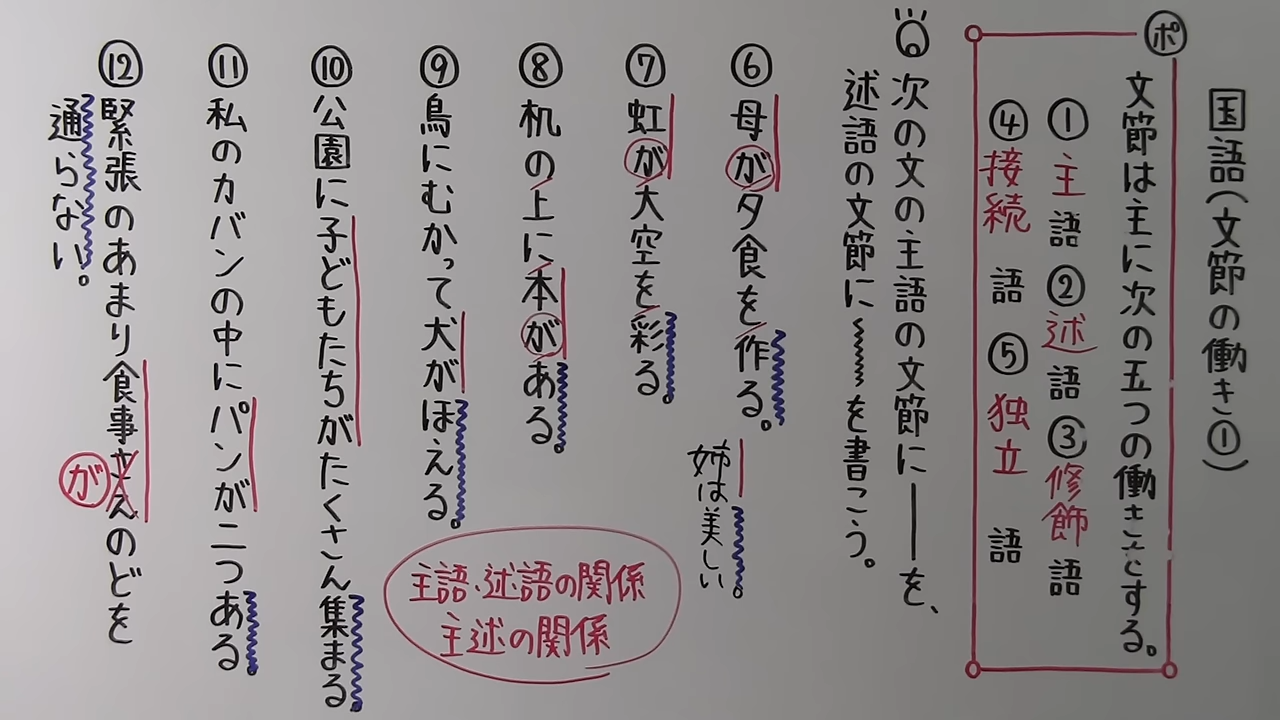 国語(文節の働き①)
ポ
文節は主に次の五つの働きをする。
①主語 ②述語 ③修飾語
④接続語 ⑤独立語
次の文の主語の文節に――を、
述語の文節に〰〰を書こう。
⑥母が夕食を作る。
姉は美しい。
⑦虹が大空を彩る。
⑧机の上に本がある。
⑨鳥にむかって犬がほえる。
主語・述語の関係
主述の関係
⑩公園に子どもたちがたくさん集まる
⑪私のカバンの中にパンが二つある。
⑫緊張のあまり食事さえのどを
が
通らない。